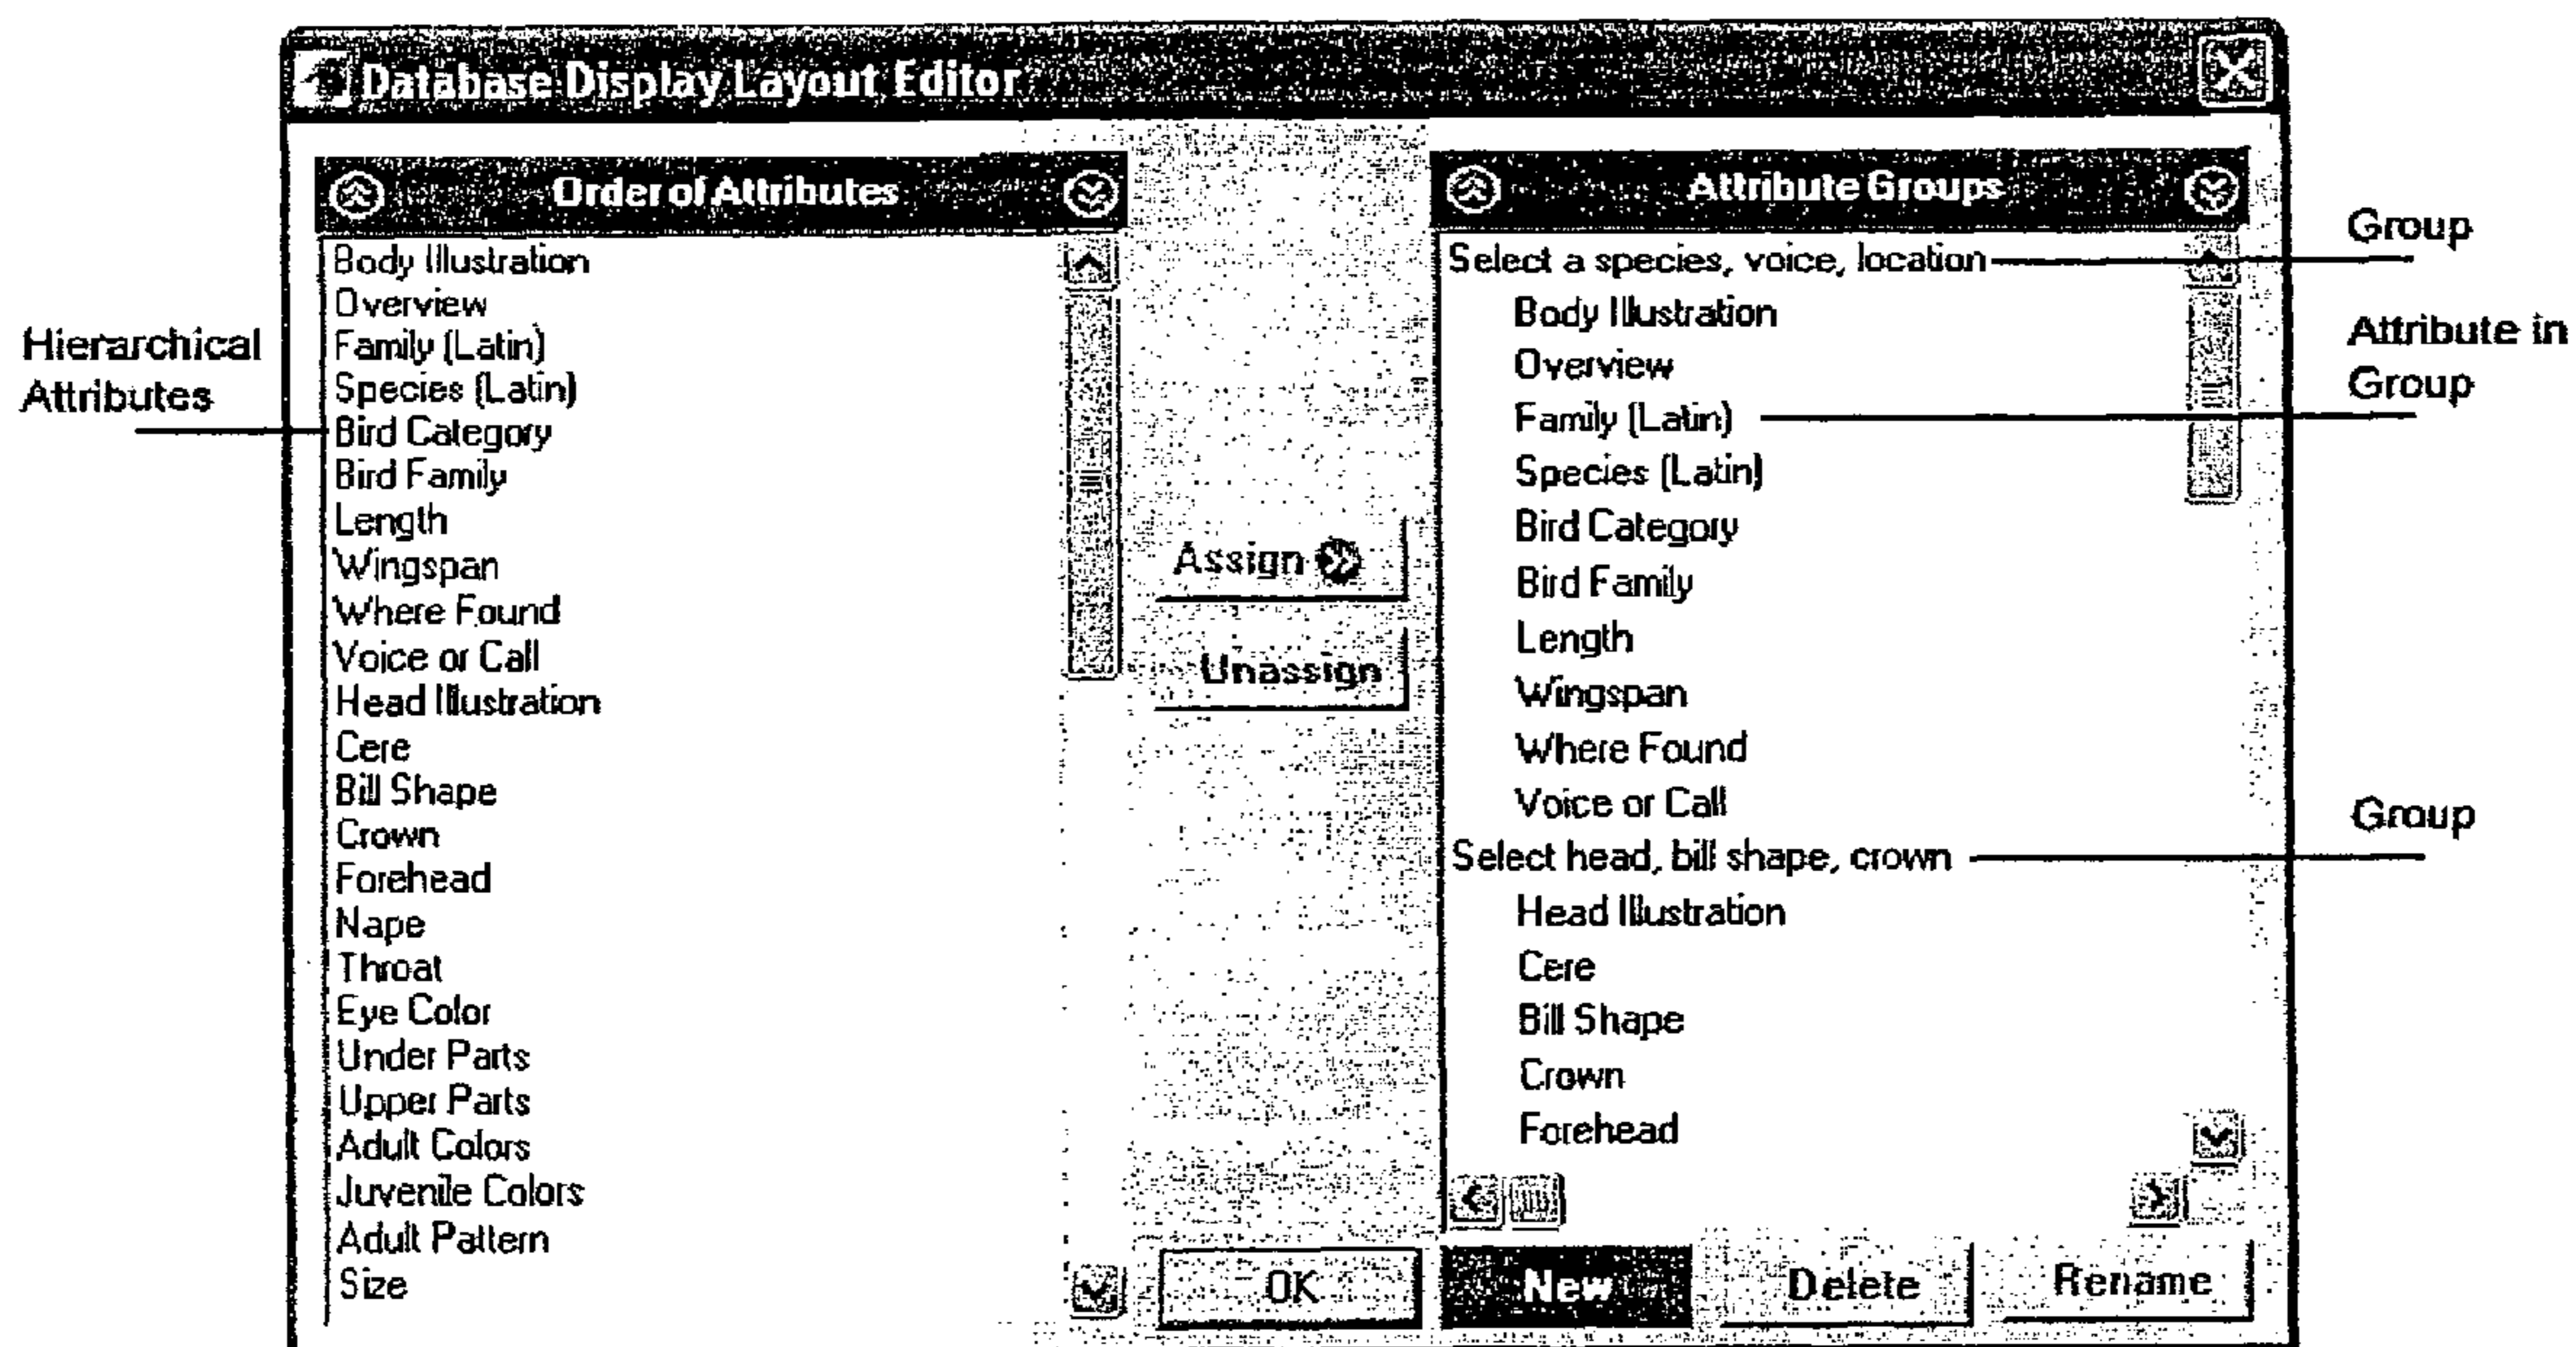 Database Display Layout Editor
Order of Attributes
Body Illustration
Overview
Family (Latin)
Species (Latin)
Bird Category
Bird Family
Length
Wingspan
Where Found
Voice or Call
Head Illustration
Cere
Bill Shape
Crown
Forehead
Nape
Throat
Eye Color
Under Parts
Upper Parts
Adult Colors
Juvenile Colors
Adult Pattern
Size
Hierarchical
Attributes
Assign
Unassign
Attribute Groups
Select a species, voice, location
Body Illustration
Overview
Family (Latin)
Species (Latin)
Bird Category
Bird Family
Length
Wingspan
Where Found
Voice or Call
Select head, bill shape, crown
Head Illustration
Cere
Bill Shape
Crown
Forehead
Group
Attribute in
Group
Group
OK
New
Delete
Rename